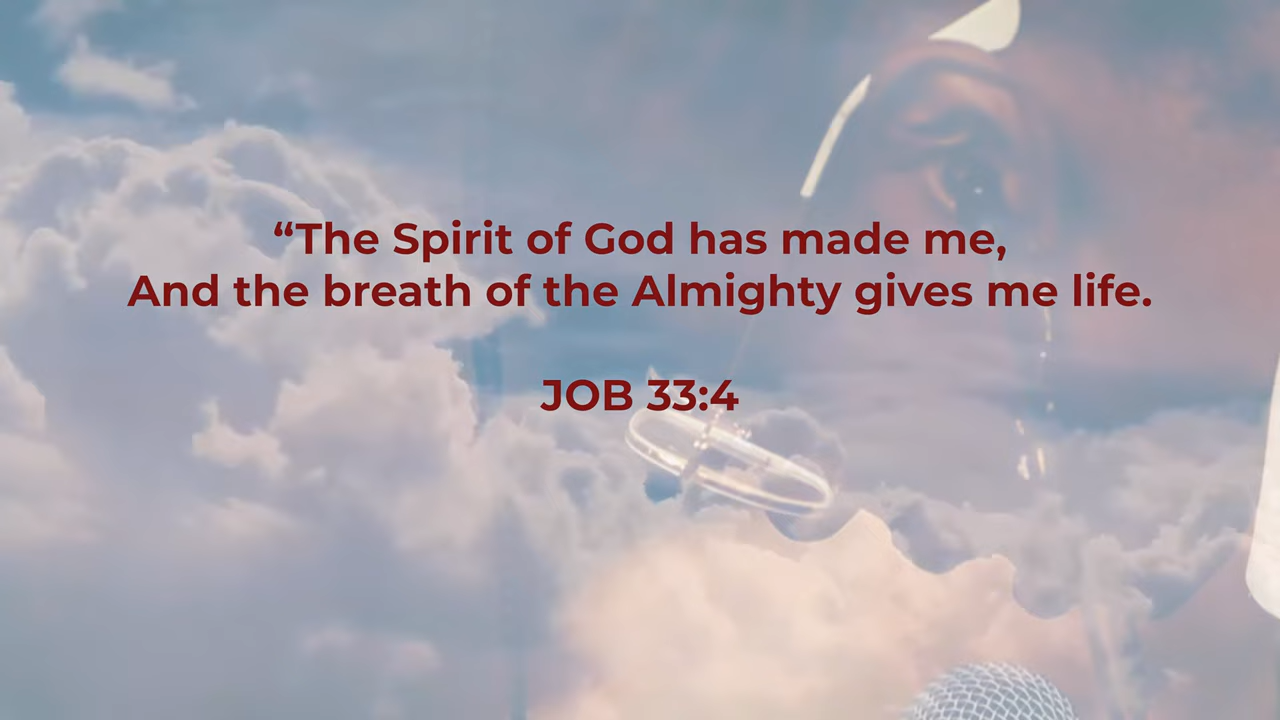 “The Spirit of God has made me,
And the breath of the Almighty gives me life.
JOB 33:4